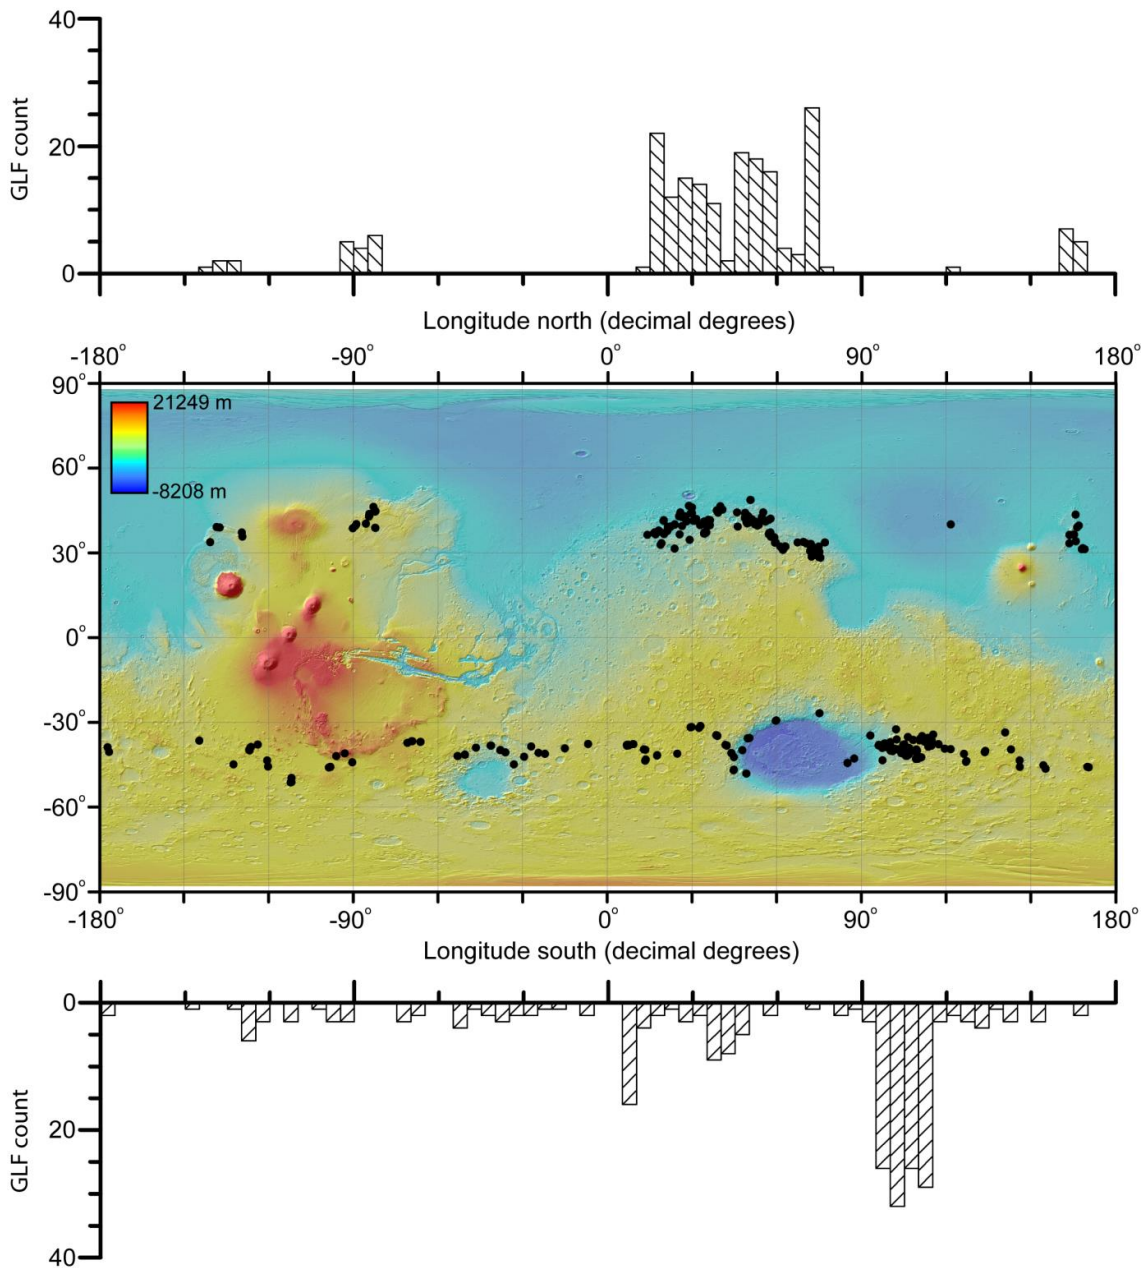 40
20
0
GLF count
Longitude north (decimal degrees)
-180° -90° 0° 90° 180°
90°
21249 m
-8208 m
60°
30°
0°
-30°
-60°
-90°
-180° -90° 0° 90° 180°
Longitude south (decimal degrees)
0
20
40
GLF count